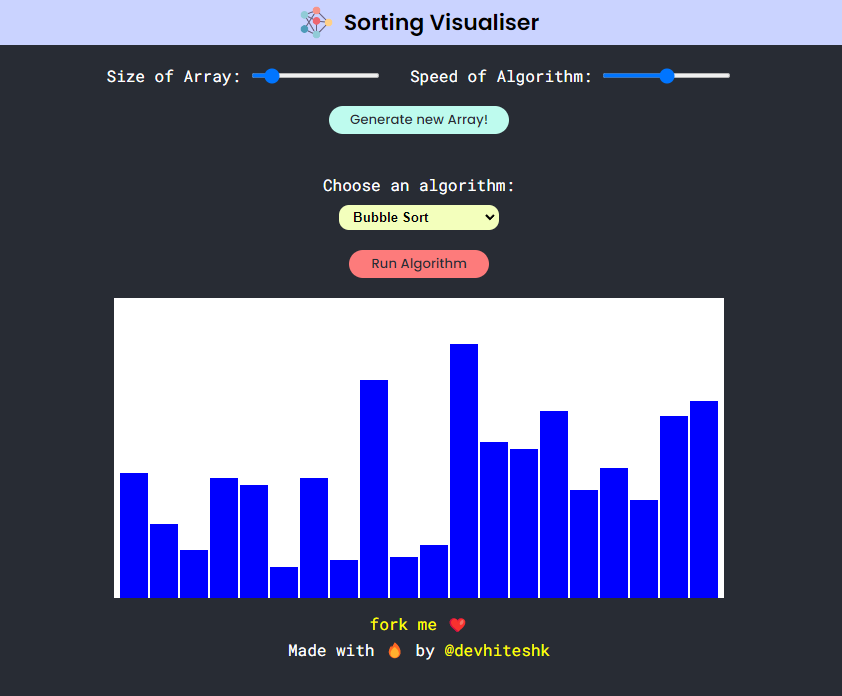 Sorting Visualiser
Size of Array: Speed of Algorithm:
Generate new Array!
Choose an algorithm:
Bubble Sort
Run Algorithm
fork me ❤️
Made with 🔥 by @devhiteshk